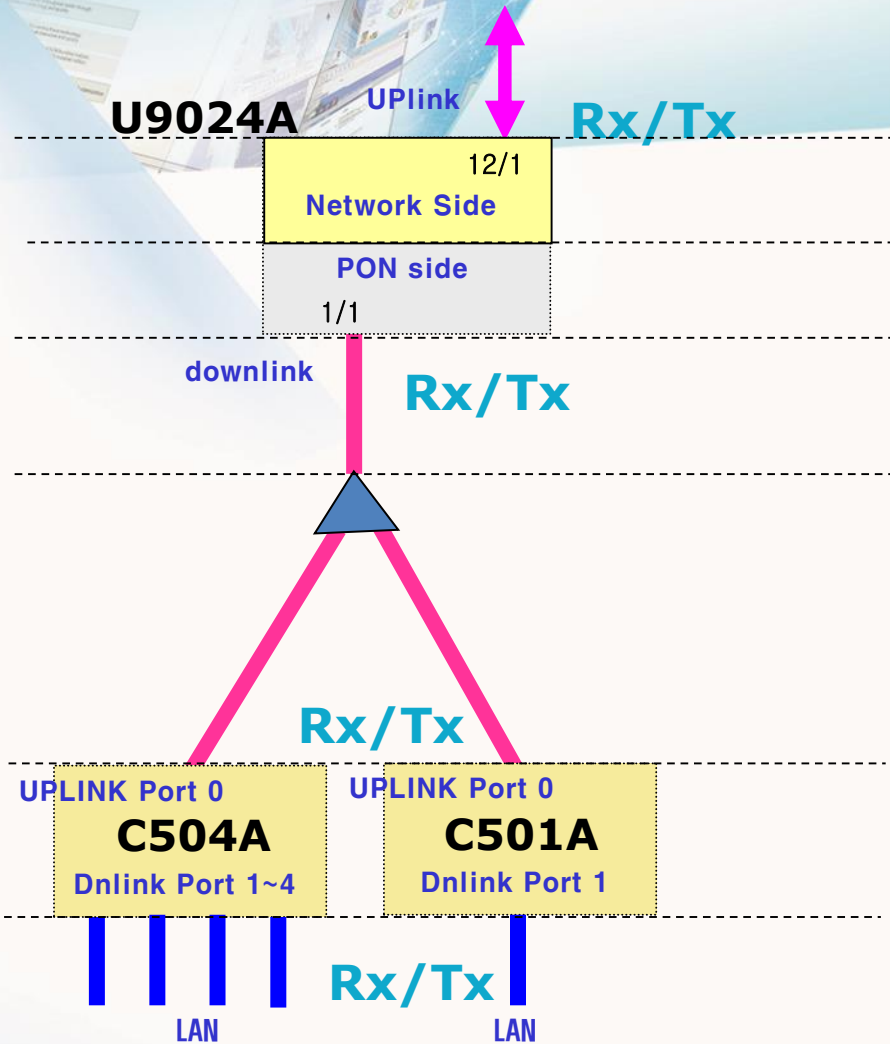 UPlink
U9024A
Rx/Tx
12/1
Network Side
PON side
1/1
downlink
Rx/Tx
Rx/Tx
UPLINK Port 0
UPLINK Port 0
C504A
C501A
Dnlink Port 1~4
Dnlink Port 1
Rx/Tx
LAN
LAN